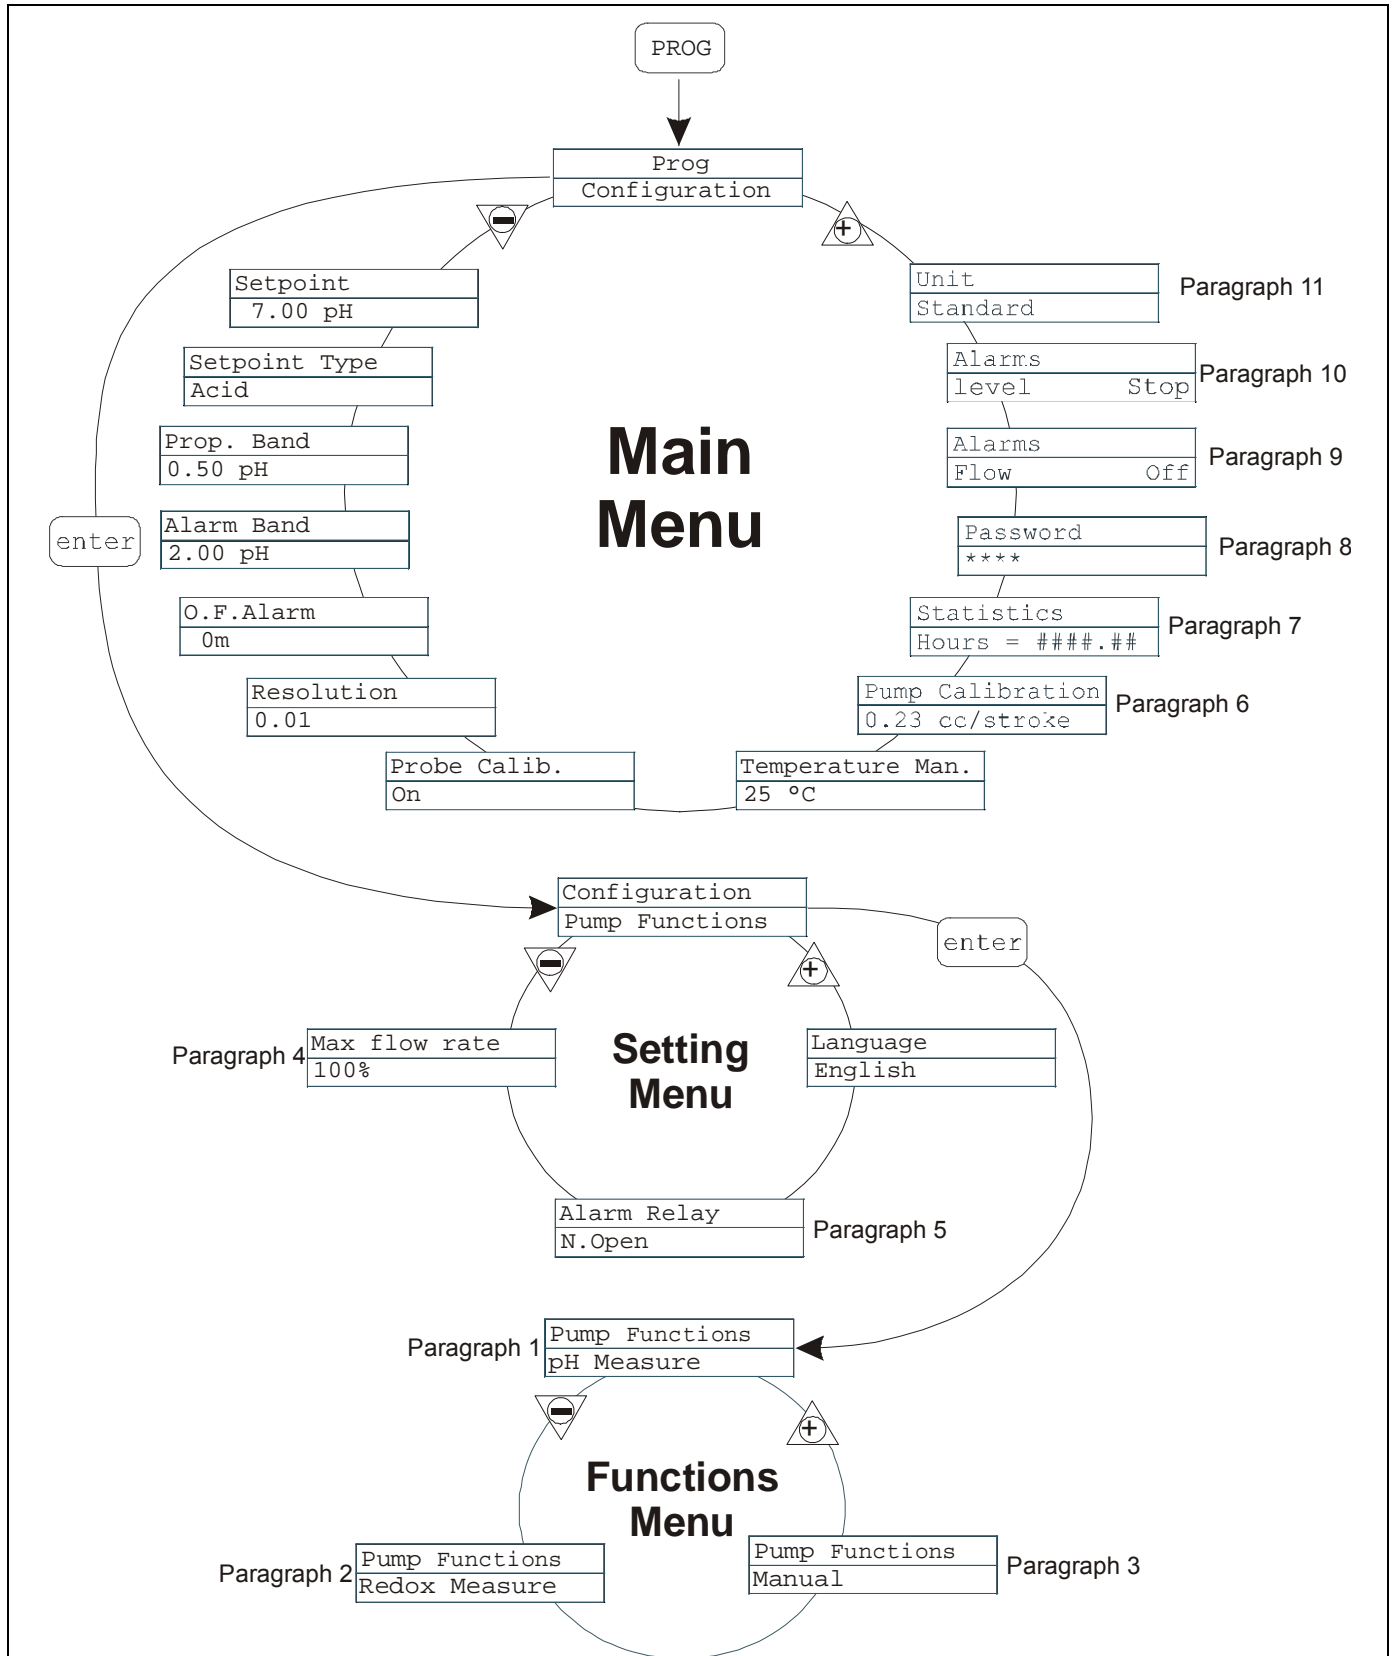 PROG
Prog
Configuration
Setpoint
7.00 pH
Unit
Standard
Paragraph 11
Setpoint Type
Acid
Alarms
level Stop
Paragraph 10
Prop. Band
0.50 pH
Main
Menu
Alarms
Flow Off
Paragraph 9
enter
Alarm Band
2.00 pH
Password
****
Paragraph 8
O.F.Alarm
0m
Statistics
Hours = ####.##
Paragraph 7
Resolution
0.01
Pump Calibration
0.23 cc/stroke
Paragraph 6
Probe Calib.
On
Temperature Man.
25 °C
Configuration
Pump Functions
enter
Paragraph 4
Max flow rate
100%
Setting
Menu
Language
English
Alarm Relay
N.Open
Paragraph 5
Paragraph 1
Pump Functions
pH Measure
Functions
Menu
Paragraph 2
Pump Functions
Redox Measure
Pump Functions
Manual
Paragraph 3